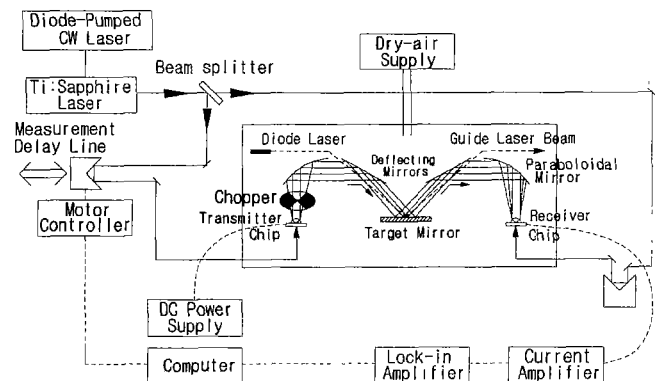 Diode-Pumped
CW Laser
Ti:Sapphire
Laser
Beam splitter
Dry-air
Supply
Measurement
Delay Line
Diode Laser
Guide Laser Beam
Deflecting
Mirrors
Paraboloidal
Mirror
Chopper
Transmitter
Chip
Target Mirror
Receiver
Chip
Motor
Controller
DC Power
Supply
Computer
Lock-in
Amplifier
Current
Amplifier